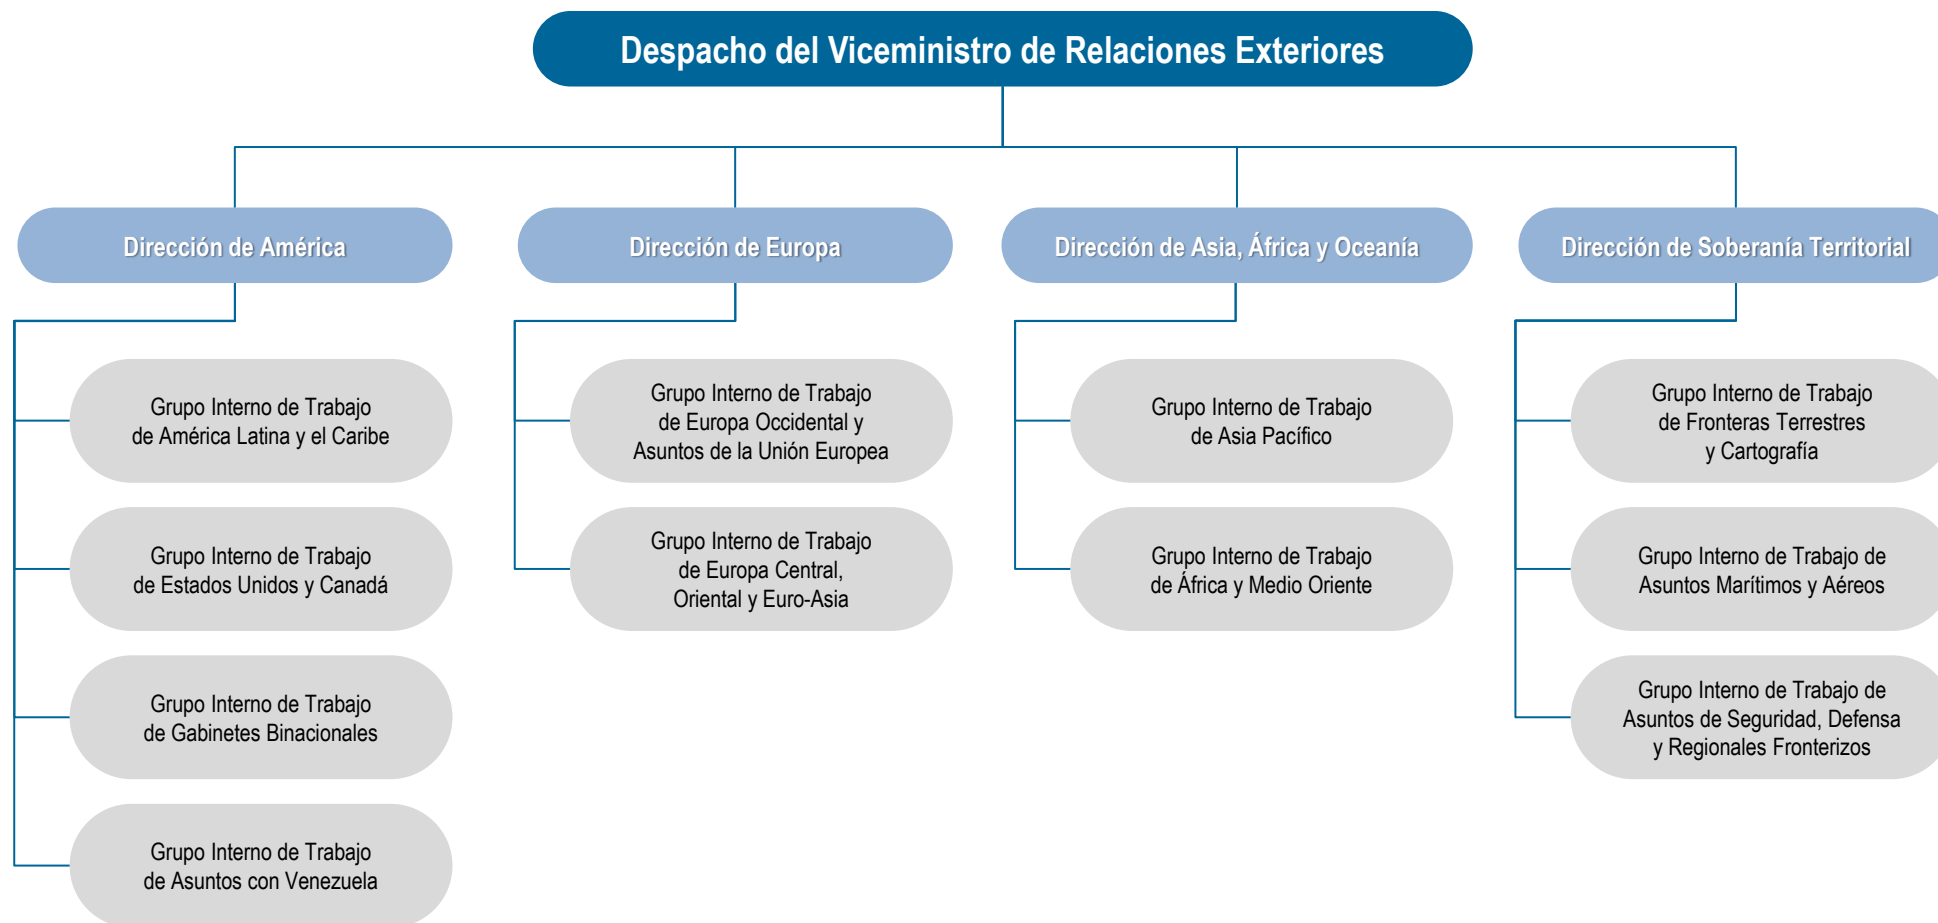 Despacho del Viceministro de Relaciones Exteriores
Dirección de América
Grupo Interno de Trabajo
de América Latina y el Caribe
Grupo Interno de Trabajo
de Estados Unidos y Canadá
Grupo Interno de Trabajo
de Gabinetes Binacionales
Grupo Interno de Trabajo
de Asuntos con Venezuela
Dirección de Europa
Grupo Interno de Trabajo
de Europa Occidental y
Asuntos de la Unión Europea
Grupo Interno de Trabajo
de Europa Central,
Oriental y Euro-Asia
Dirección de Asia, África y Oceanía
Grupo Interno de Trabajo
de Asia Pacífico
Grupo Interno de Trabajo
de África y Medio Oriente
Dirección de Soberanía Territorial
Grupo Interno de Trabajo
de Fronteras Terrestres
y Cartografía
Grupo Interno de Trabajo de
Asuntos Marítimos y Aéreos
Grupo Interno de Trabajo de
Asuntos de Seguridad, Defensa
y Regionales Fronterizos